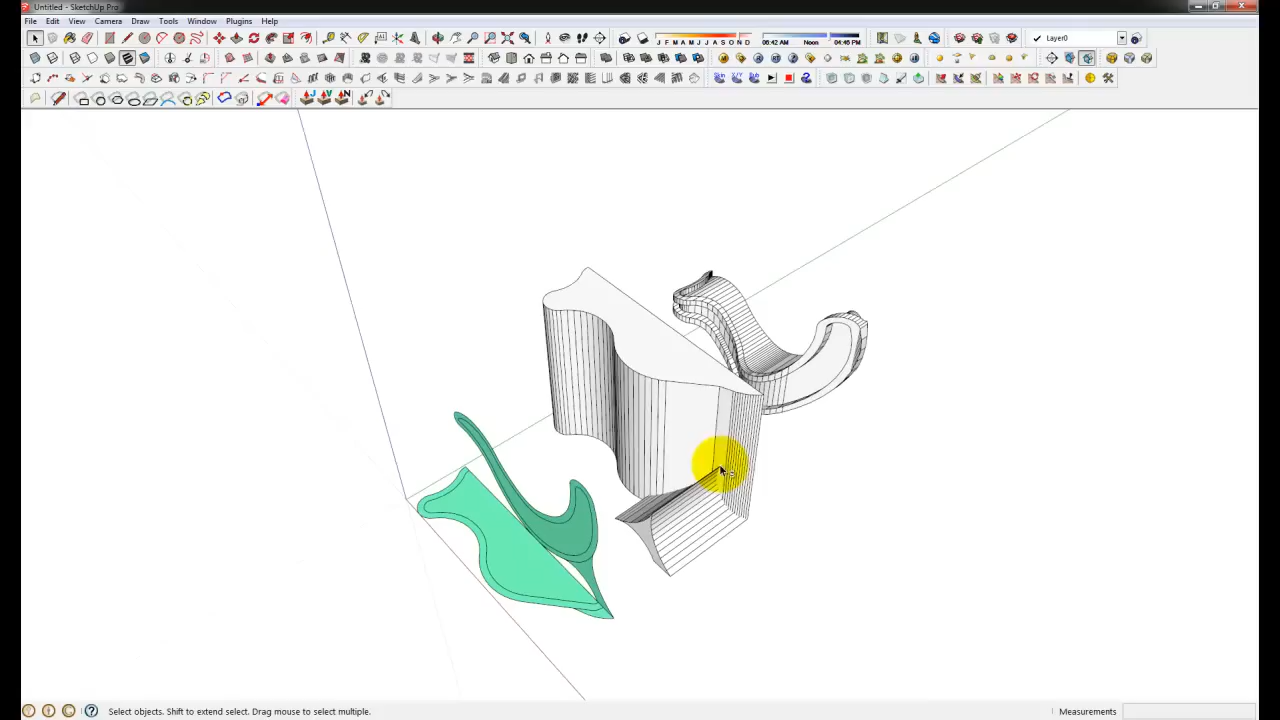 Untitled - SketchUp Pro
File Edit View Camera Draw Tools Window Plugins Help
J F M A M J J A S O N D 06:42 AM Noon 04:46 PM Layer0
Select objects. Shift to extend select. Drag mouse to select multiple. Measurements